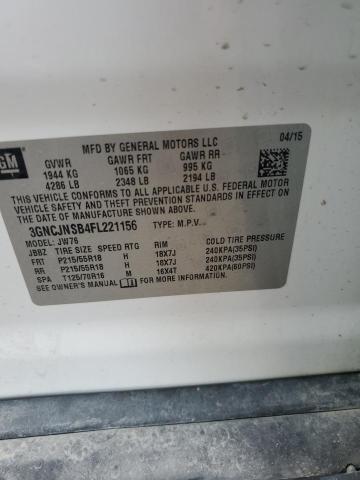 GM
04/15
MFD BY GENERAL MOTORS LLC
GVWR GAWR FRT GAWR RR
1944 KG 1065 KG 995 KG
4286 LB 2348 LB 2194 LB
THIS VEHICLE CONFORMS TO ALL APPLICABLE U.S. FEDERAL MOTOR
VEHICLE SAFETY AND THEFT PREVENTION STANDARDS IN EFFECT
ON THE DATE OF MANUFACTURE SHOWN ABOVE.
3GNCJNSB4FL221156 TYPE: M.P.V.
MODEL: JW76
JBBZ TIRE SIZE SPEED RTG RIM COLD TIRE PRESSURE
FRT P215/55R18 H 18X7J 240KPA(35PSI)
RR P215/55R18 H 18X7J 240KPA(35PSI)
SPA T125/70R16 M 16X4T 420KPA(60PSI)
SEE OWNER'S MANUAL FOR MORE INFORMATION.